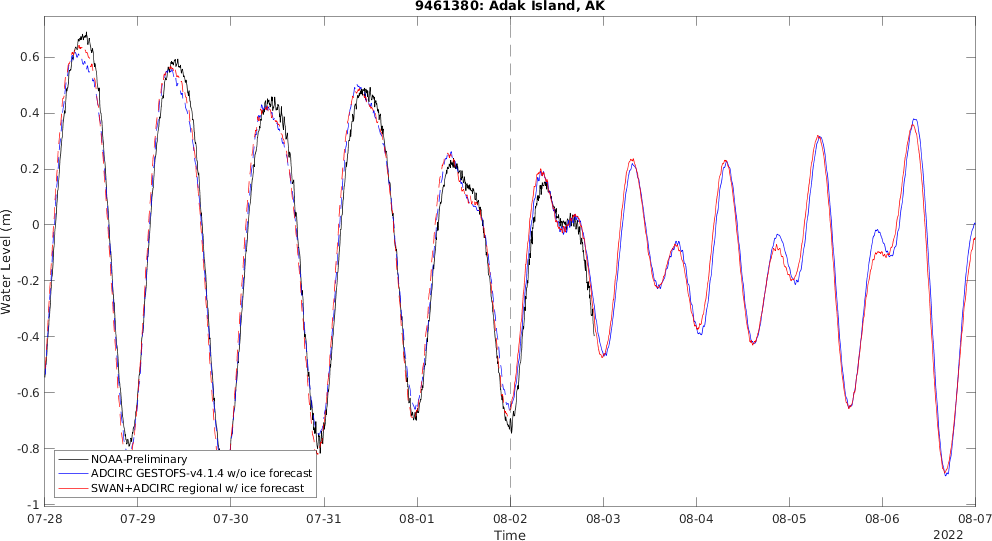 9461380: Adak Island, AK
Water Level (m)
0.6
0.4
0.2
0
-0.2
-0.4
-0.6
-0.8
-1
NOAA-Preliminary
ADCIRC GESTOFS-v4.1.4 w/o ice forecast
SWAN+ADCIRC regional w/ ice forecast
07-28 07-29 07-30 07-31 08-01 08-02 08-03 08-04 08-05 08-06 08-07
Time
2022